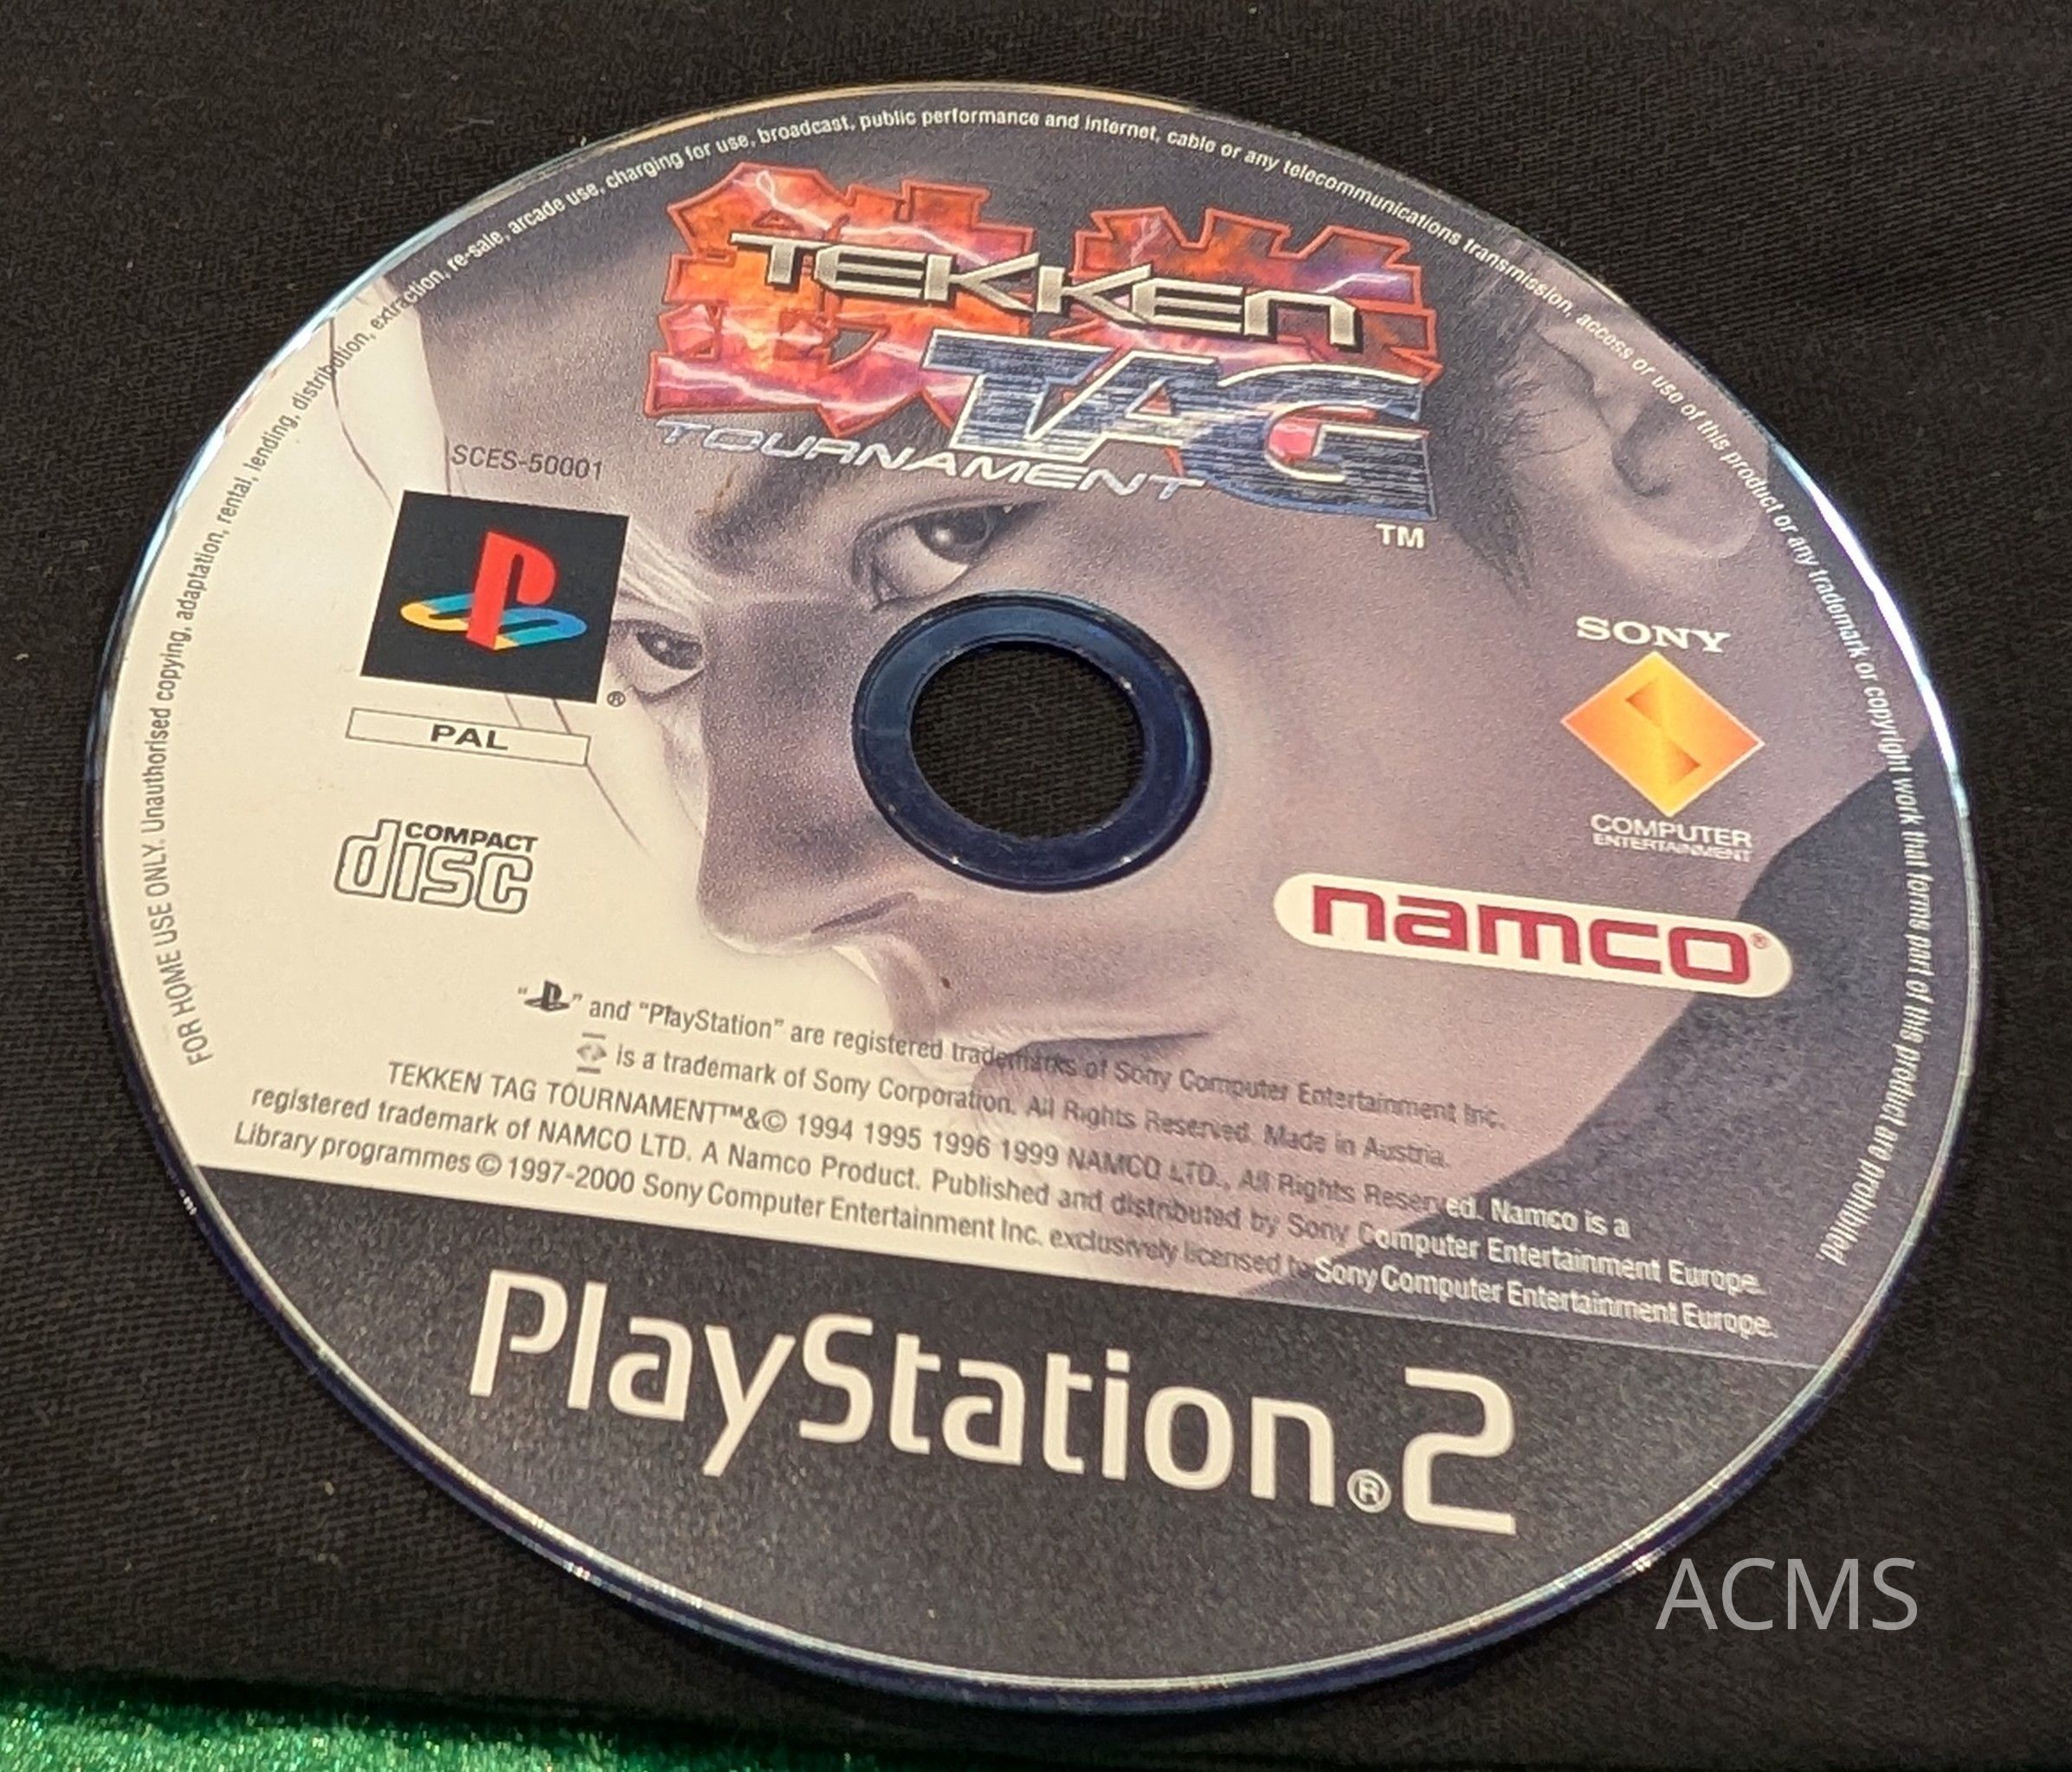 FOR HOME USE ONLY. Unauthorised copying, adaptation, rental, lending, distribution, extraction, re-sale, arcade use, charging for use, broadcast, public performance and internet, cable or any telecommunications transmission, access or use of this product or any trademark or copyright work that forms part of this product are prohibited.
鉄拳
TEKKEN
TAG
TOURNAMENT
TM
SCES-50001
®
PAL
COMPACT
disc
SONY
COMPUTER
ENTERTAINMENT
namco®
“ ” and “PlayStation” are registered trademarks of Sony Computer Entertainment Inc.
is a trademark of Sony Corporation. All Rights Reserved. Made in Austria.
TEKKEN TAG TOURNAMENT™&© 1994 1995 1996 1999 NAMCO LTD., All Rights Reserved. Namco is a
registered trademark of NAMCO LTD. A Namco Product. Published and distributed by Sony Computer Entertainment Europe.
Library programmes © 1997-2000 Sony Computer Entertainment Inc. exclusively licensed to Sony Computer Entertainment Europe.
PlayStation®2
ACMS